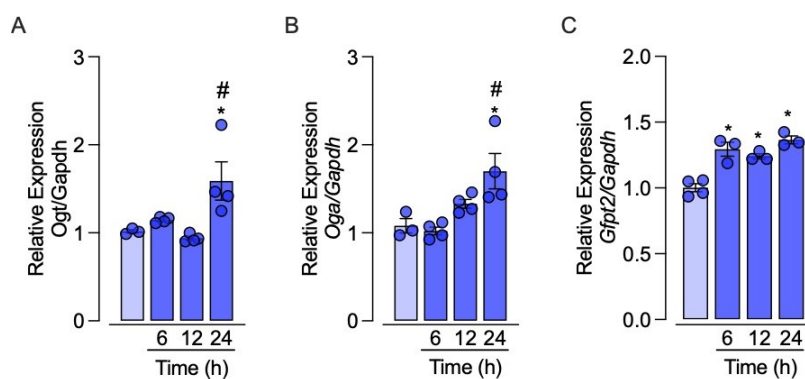 A
Relative Expression
Ogt/Gapdh
3
2
1
0
#
*
6 12 24
Time (h)
B
Relative Expression
Oga/Gapdh
3
2
1
0
#
*
6 12 24
Time (h)
C
Relative Expression
Gfpt2/Gapdh
2.0
1.5
1.0
0.5
0.0
* * *
6 12 24
Time (h)